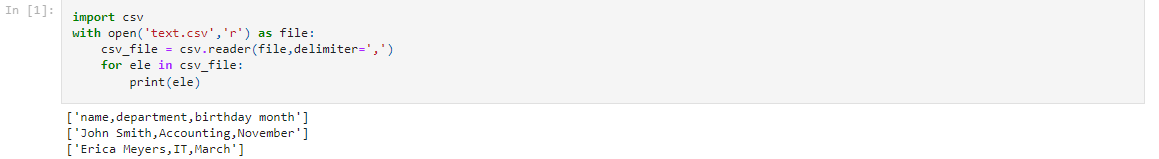 In [1]:
import csv
with open('text.csv','r') as file:
    csv_file = csv.reader(file,delimiter=',')
    for ele in csv_file:
        print(ele)
['name,department,birthday month']
['John Smith,Accounting,November']
['Erica Meyers,IT,March']